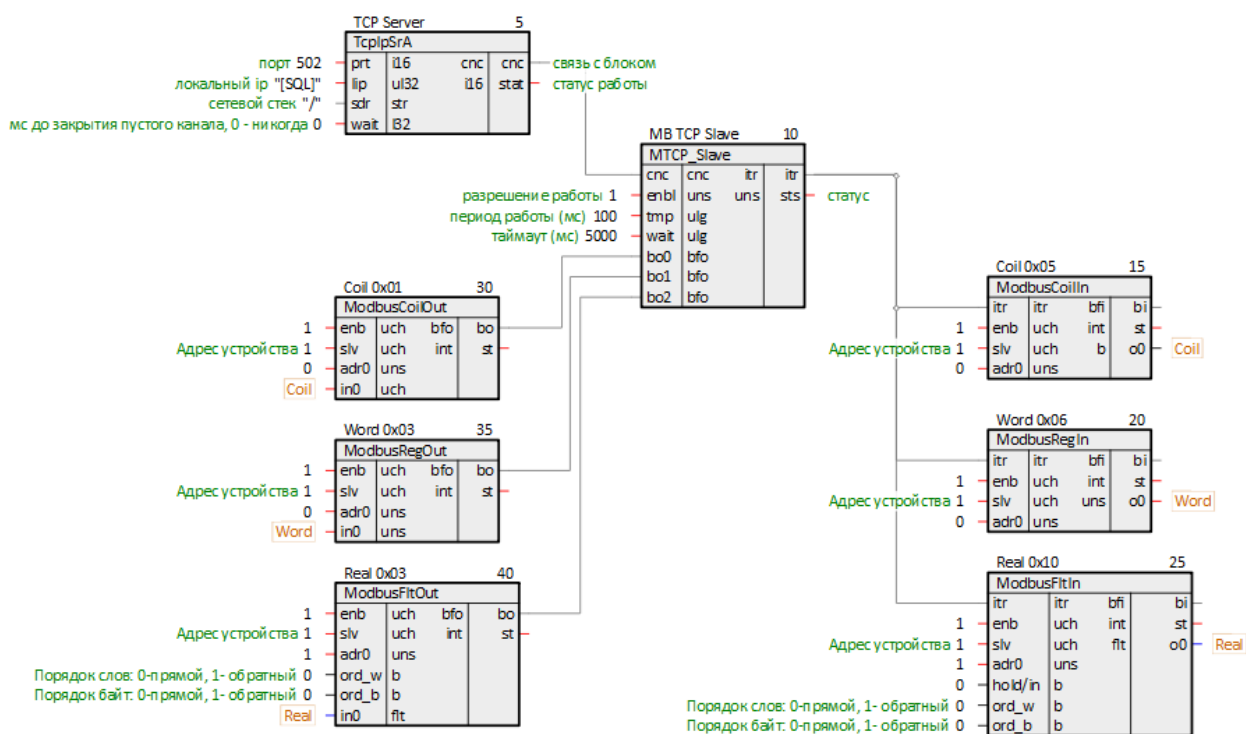 TCP Server 5
TcpIpSrA
порт 502 prt i16 cnc cnc связь с блоком
локальный ip "[SQL]" lip ul32 i16 stat статус работы
сетевой стек "/" sdr str
мс до закрытия пустого канала, 0 - никогда 0 wait l32
MB TCP Slave 10
MTCP_Slave
cnc cnc itr itr
разрешение работы 1 enbl uns uns sts статус
период работы (мс) 100 tmp ulg
таймаут (мс) 5000 wait ulg
bo0 bfo
bo1 bfo
bo2 bfo
Coil 0x01 30
ModbusCoilOut
1 enb uch bfo bo
Адрес устройства 1 slv uch int st
0 adr0 uns
Coil in0 uch
Coil 0x05 15
ModbusCoilIn
itr itr bfi bi
1 enb uch int st
Адрес устройства 1 slv uch b o0 Coil
0 adr0 uns
Word 0x03 35
ModbusRegOut
1 enb uch bfo bo
Адрес устройства 1 slv uch int st
0 adr0 uns
Word in0 uns
Word 0x06 20
ModbusRegIn
itr itr bfi bi
1 enb uch int st
Адрес устройства 1 slv uch uns o0 Word
0 adr0 uns
Real 0x03 40
ModbusFltOut
1 enb uch bfo bo
Адрес устройства 1 slv uch int st
1 adr0 uns
Порядок слов: 0-прямой, 1- обратный 0 ord_w b
Порядок байт: 0-прямой, 1- обратный 0 ord_b b
Real in0 flt
Real 0x10 25
ModbusFltIn
itr itr bfi bi
1 enb uch int st
Адрес устройства 1 slv uch flt o0 Real
1 adr0 uns
0 hold/in b
Порядок слов: 0-прямой, 1- обратный 0 ord_w b
Порядок байт: 0-прямой, 1- обратный 0 ord_b b